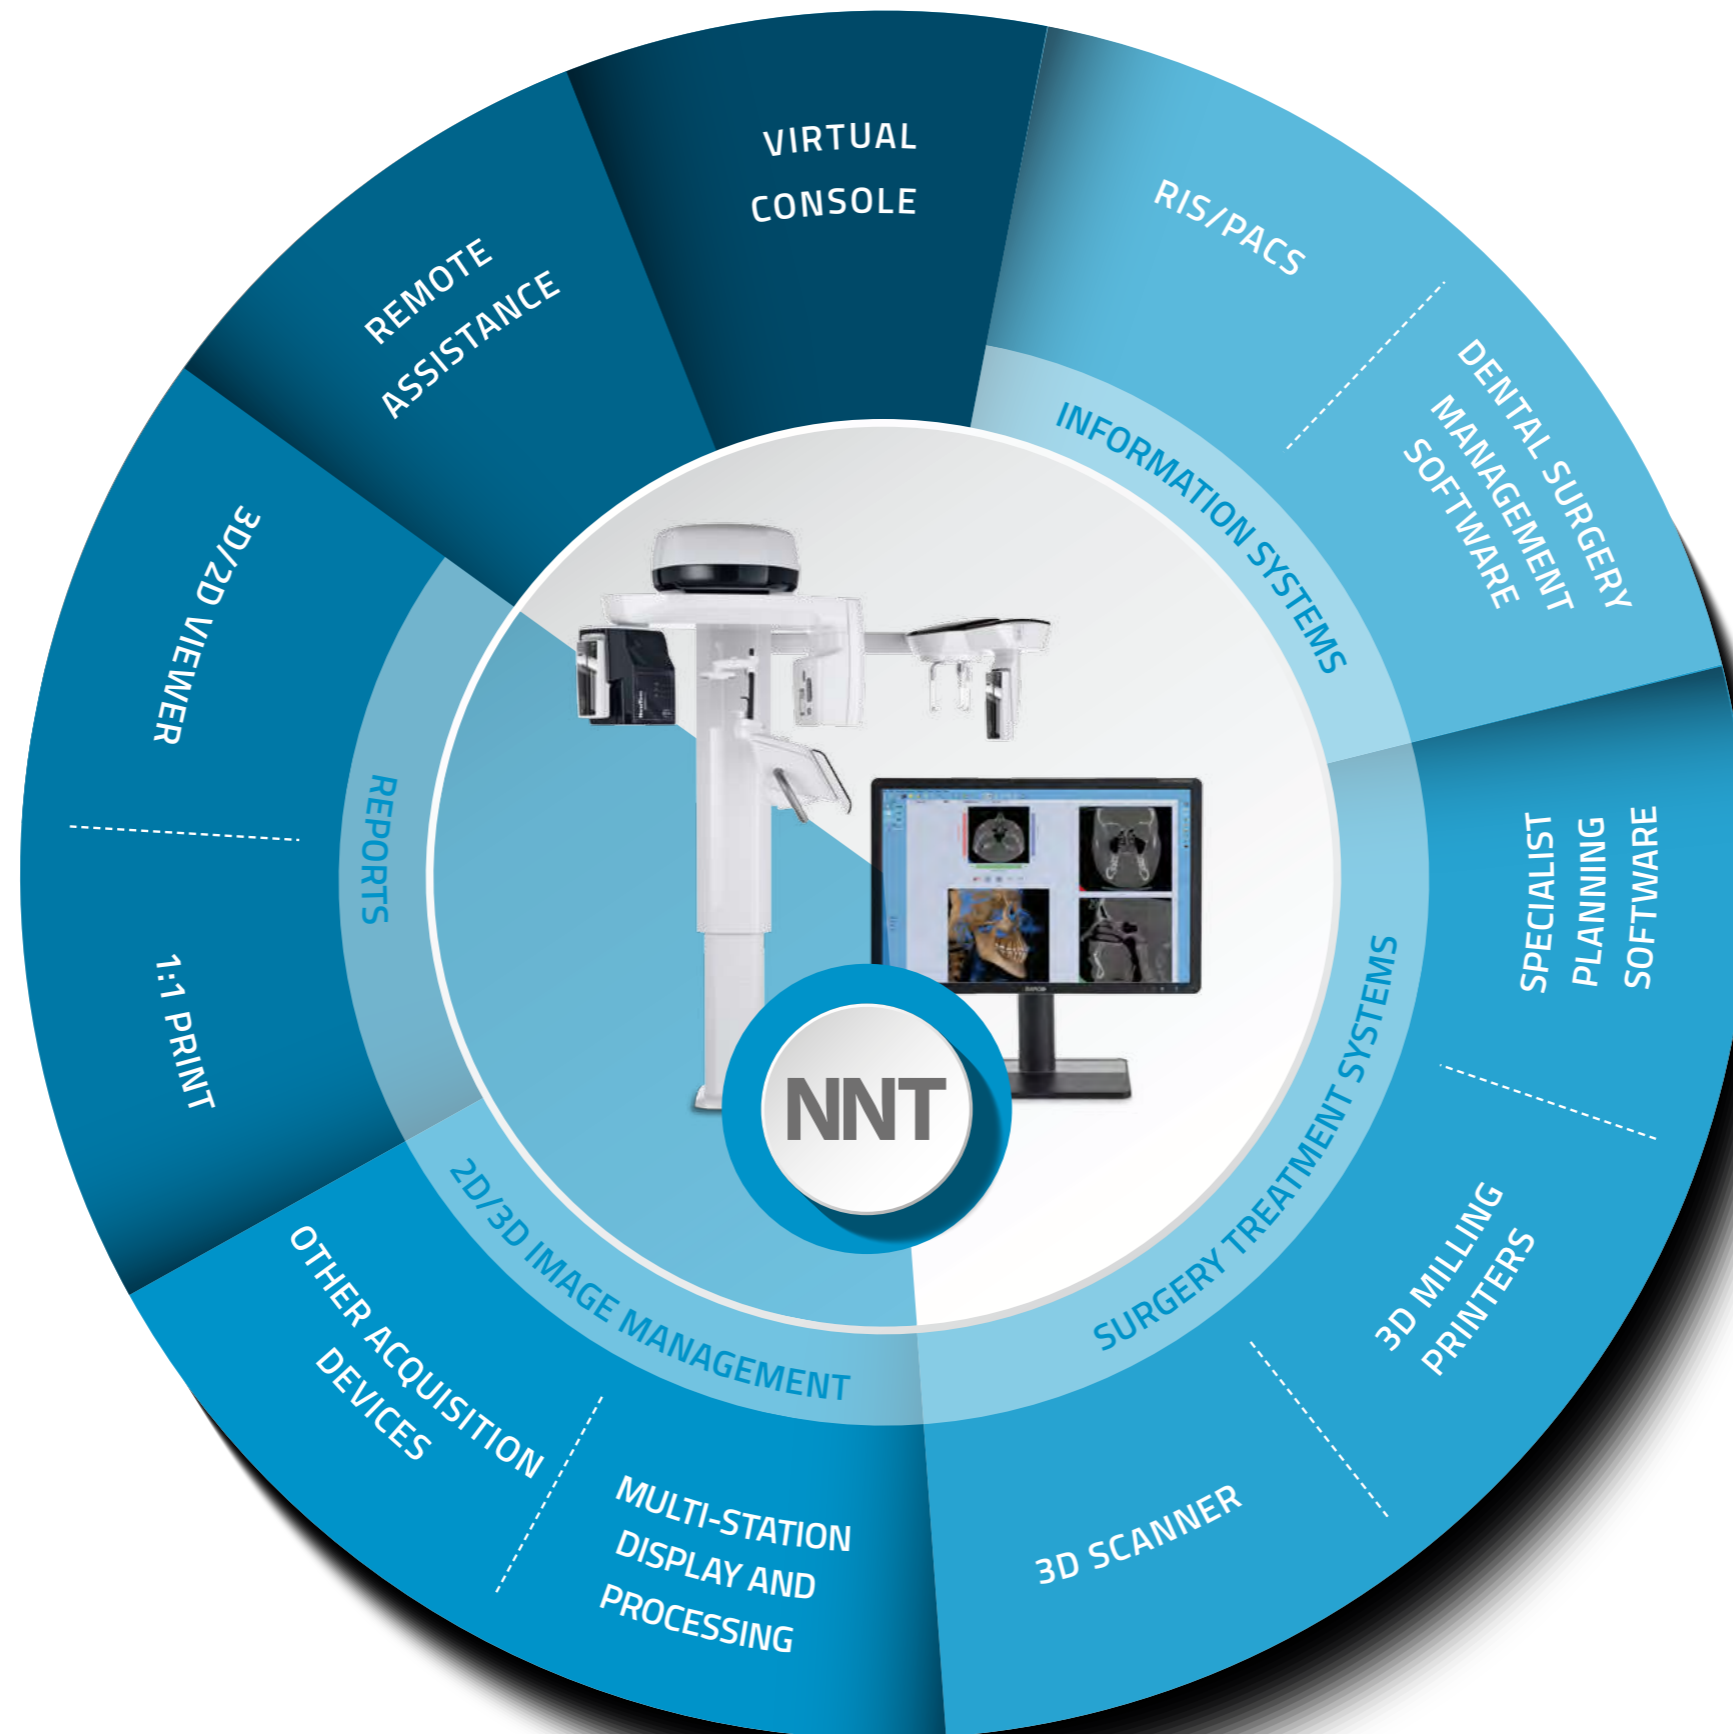 VIRTUAL
CONSOLE
RIS/PACS
DENTAL SURGERY
MANAGEMENT
SOFTWARE
INFORMATION SYSTEMS
SPECIALIST
PLANNING
SOFTWARE
3D MILLING
PRINTERS
3D SCANNER
SURGERY TREATMENT SYSTEMS
MULTI-STATION
DISPLAY AND
PROCESSING
OTHER ACQUISITION
DEVICES
2D/3D IMAGE MANAGEMENT
1:1 PRINT
3D/2D VIEWER
REPORTS
REMOTE
ASSISTANCE
NNT